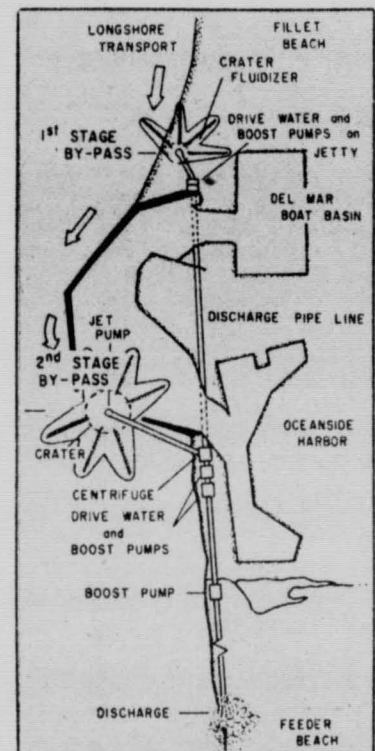 LONGSHORE
TRANSPORT
FILLET
BEACH
CRATER
FLUIDIZER
1st STAGE
BY-PASS
DRIVE WATER and
BOOST PUMPS on
JETTY
DEL MAR
BOAT BASIN
DISCHARGE PIPE LINE
JET
PUMP
2nd STAGE
BY-PASS
OCEANSIDE
HARBOR
CRATER
CENTRIFUGE
DRIVE WATER
and
BOOST PUMPS
BOOST PUMP
DISCHARGE
FEEDER
BEACH